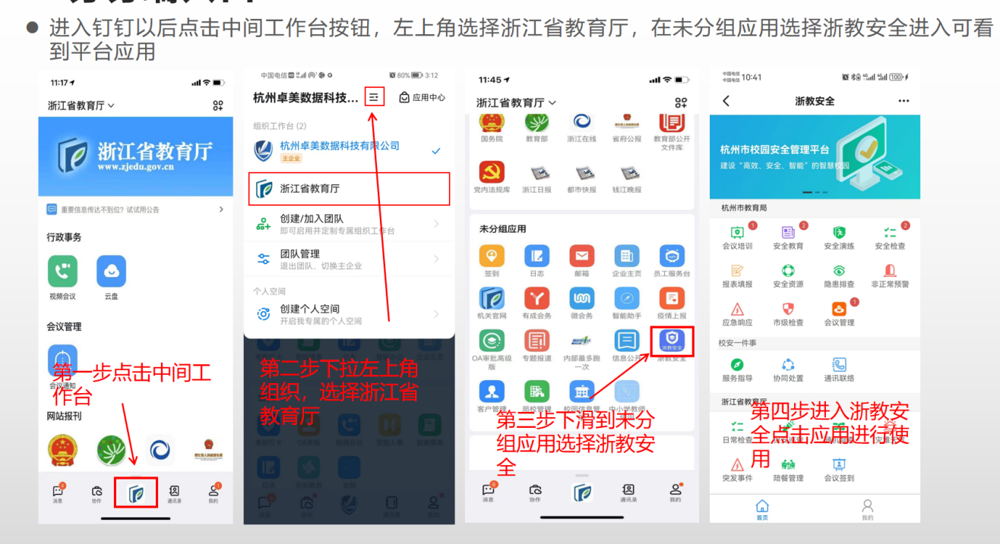 进入钉钉以后点击中间工作台按钮，左上角选择浙江省教育厅，在未分组应用选择浙教安全进入可看
到平台应用
11:17
浙江省教育厅
浙江省教育厅
www.zjedu.gov.cn
重要信息传达不到位？试试用公告
行政事务
视频会议 云盘
会议管理
会议通知
第一步点击中间工
作台
网站报刊
消息 协作 通讯录 我的
中国电信 80% 3:12
杭州卓美数据科技... 应用中心
组织工作台 (2)
杭州卓美数据科技有限公司
主企业
浙江省教育厅
创建/加入团队
即可启用并定制专属组织工作台
团队管理
退出团队、切换主企业
个人空间
创建个人空间
开启我专属的个人空间
第二步下拉左上角
组织，选择浙江省
教育厅
11:45
浙江省教育厅
国务院 教育部 浙江在线 省府公报 教育部公开
文件库
党内法规库 浙江日报 都市快报 钱江晚报
未分组应用
签到 日志 邮箱 企业主页 员工服务台
机关官网 有成会务 微会务 智能助手 疫情上报
浙教安全
OA审批高级
版 专题报道 内部最多跑
一次 信息公开 浙教安全
客户管理 局校管理 校园信息管 中小学教师
第三步下滑到未分
组应用选择浙教安
全
消息 协作 通讯录 我的
中国电信
中国电信 10:41 100
浙教安全
杭州市校园安全管理平台
建设“高效、安全、智能”的智慧校园
杭州市教育局
1 2 2
会议培训 安全教育 安全演练 安全检查
报表填报 安全资源 隐患排查 非正常预警
1
应急响应 市级检查 会议管理
校安一件事
服务指导 协同处置 通讯联络
浙江省教育厅
第四步进入浙教安
全点击应用进行使
用
日常检查
突发事件 陪餐管理 会议签到
首页 我的